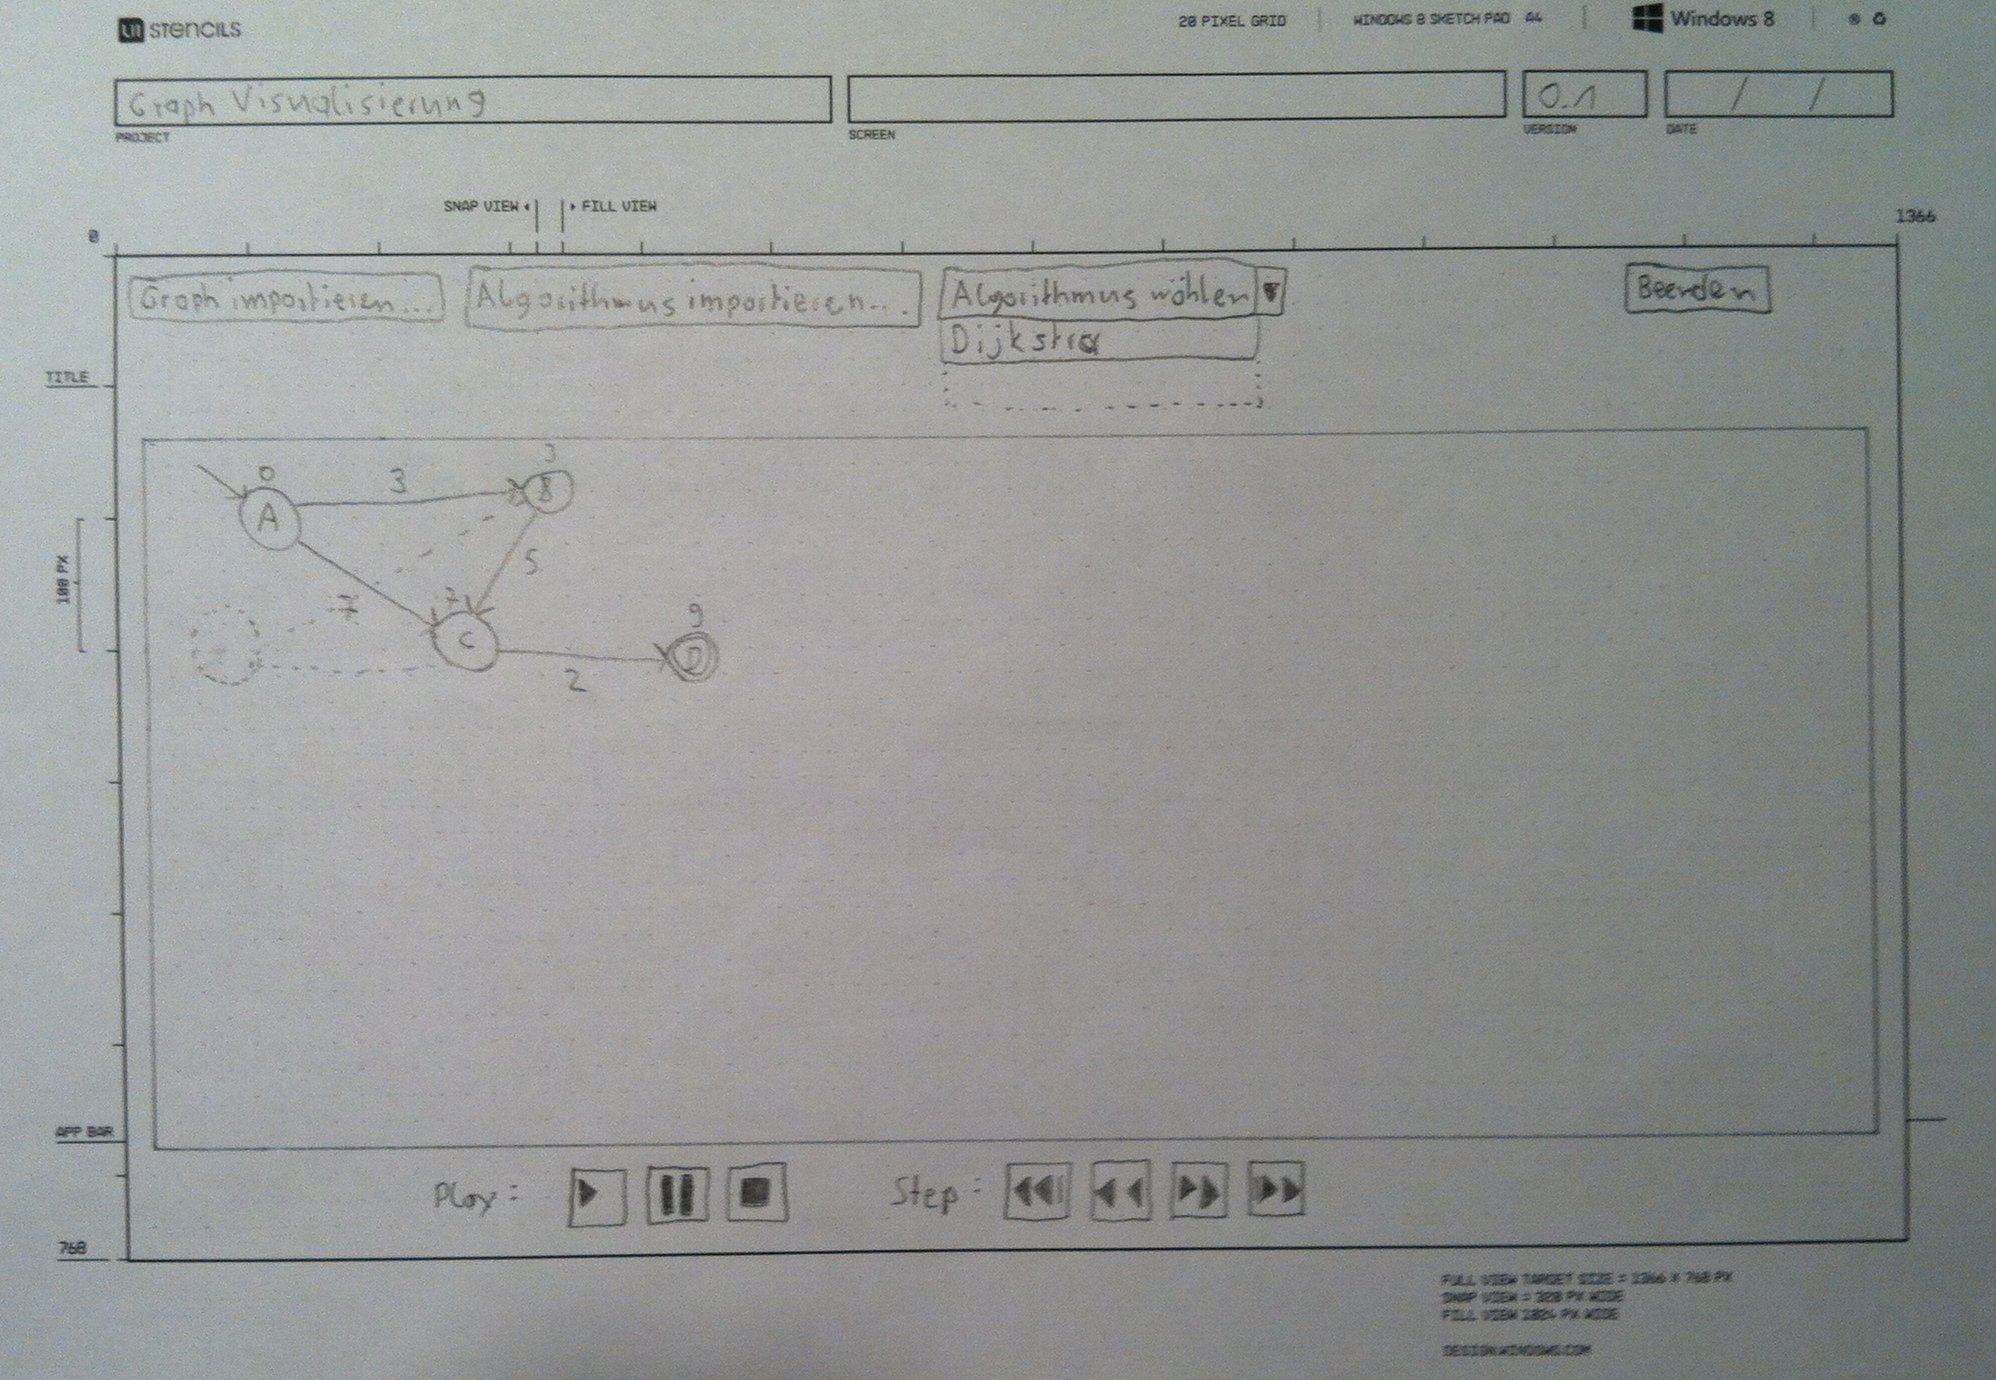 UI STENCILS
20 PIXEL GRID
WINDOWS 8 SKETCH PAD A4
Windows 8
Graph Visualisierung
0.1
/ /
PROJECT
SCREEN
VERSION
DATE
SNAP VIEW
FILL VIEW
0
1366
Graph importieren...
Algorithmus importieren...
Algorithmus wählen
Beenden
Dijkstra
TITLE
0
3
3
A
B
5
100 PX
7
7
C
9
D
2
APP BAR
Play:
Step:
768
FULL VIEW TARGET SIZE = 1366 X 768 PX
SNAP VIEW = 320 PX WIDE
FILL VIEW 1024 PX WIDE
DESIGN.WINDOWS.COM